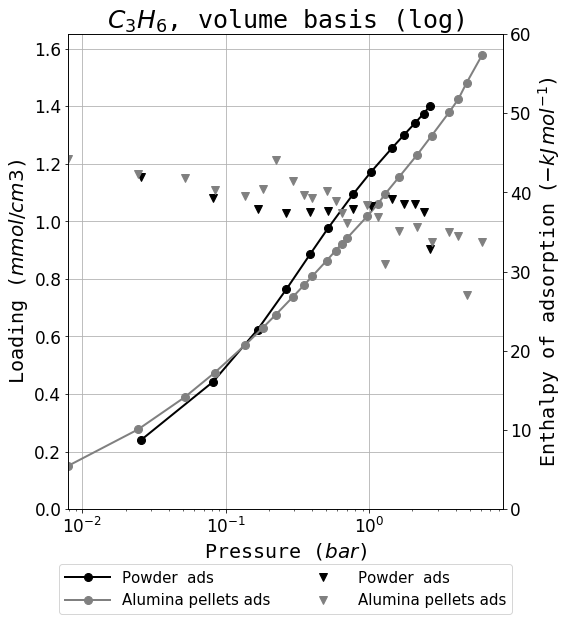 C₃H₆, volume basis (log)
Loading (mmol/cm3)
1.6
1.4
1.2
1.0
0.8
0.6
0.4
0.2
0.0
60
50
40
30
20
10
0
Enthalpy of adsorption (−kJ mol⁻¹)
10⁻² 10⁻¹ 10⁰
Pressure (bar)
Powder ads Powder ads
Alumina pellets ads Alumina pellets ads